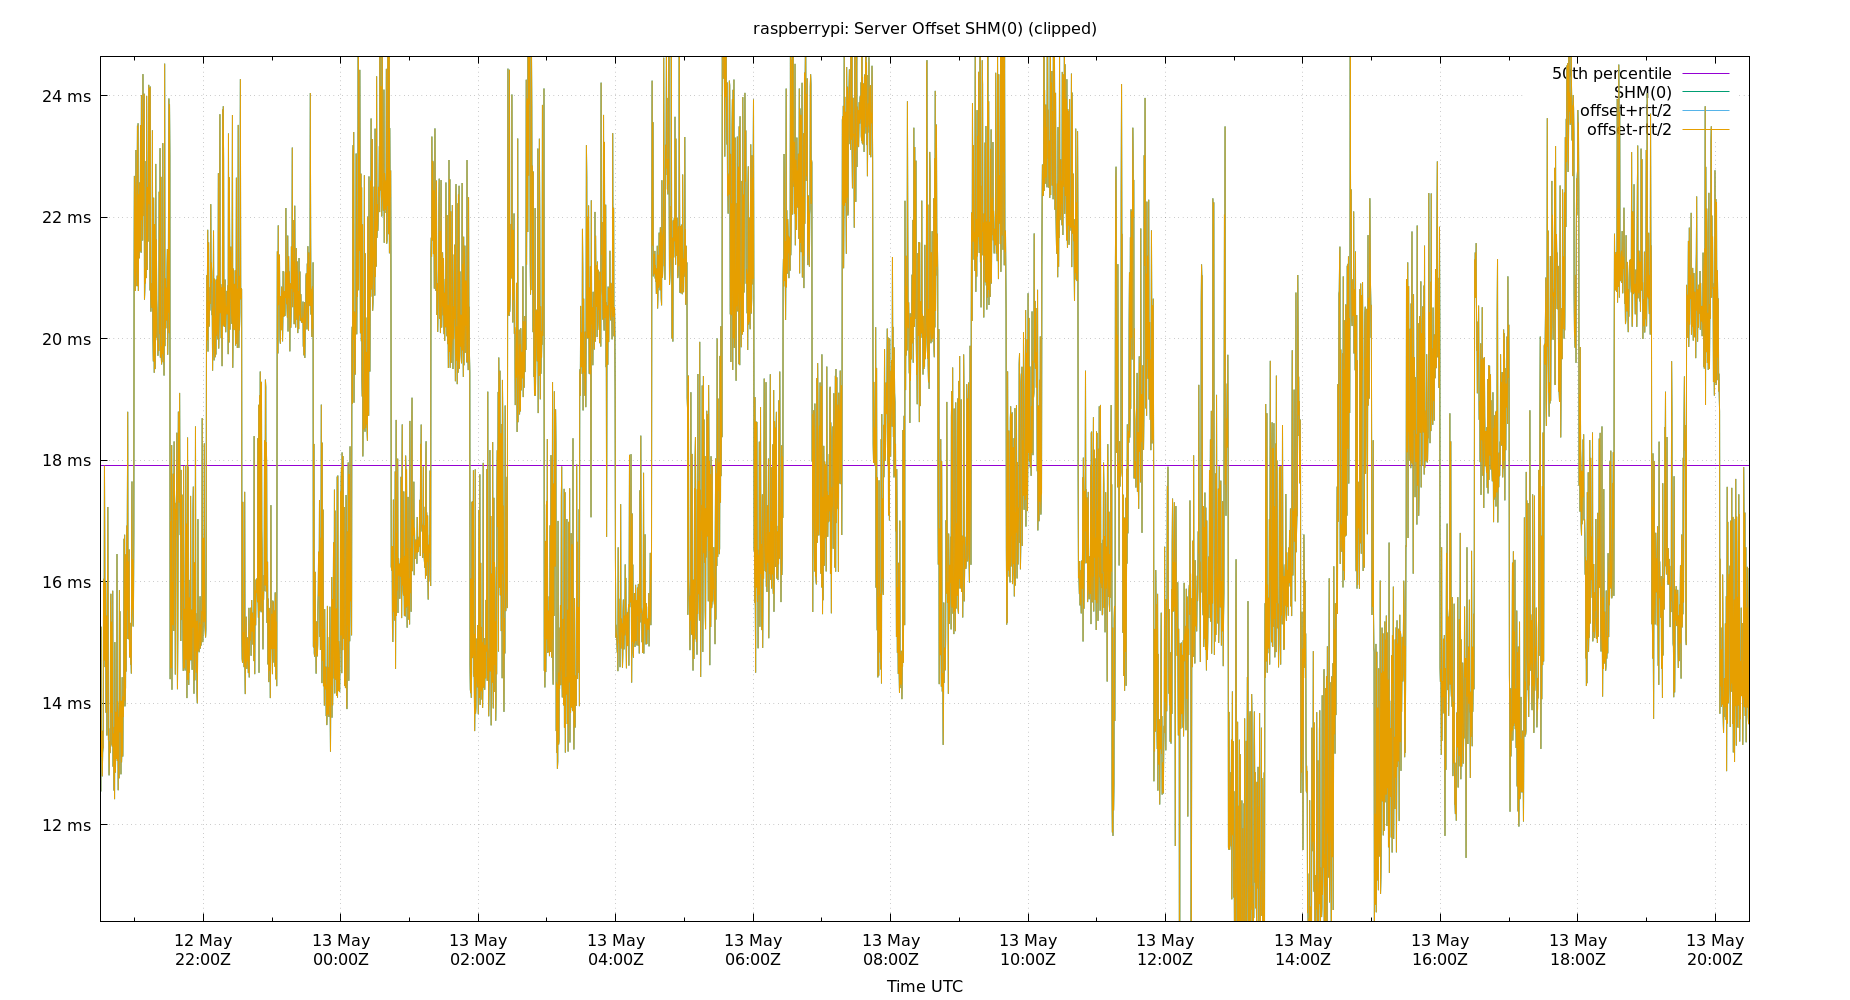 raspberrypi: Server Offset SHM(0) (clipped)
50th percentile
SHM(0)
offset+rtt/2
offset-rtt/2
24 ms
22 ms
20 ms
18 ms
16 ms
14 ms
12 ms
12 May 13 May 13 May 13 May 13 May 13 May 13 May 13 May 13 May 13 May 13 May 13 May
22:00Z 00:00Z 02:00Z 04:00Z 06:00Z 08:00Z 10:00Z 12:00Z 14:00Z 16:00Z 18:00Z 20:00Z
Time UTC